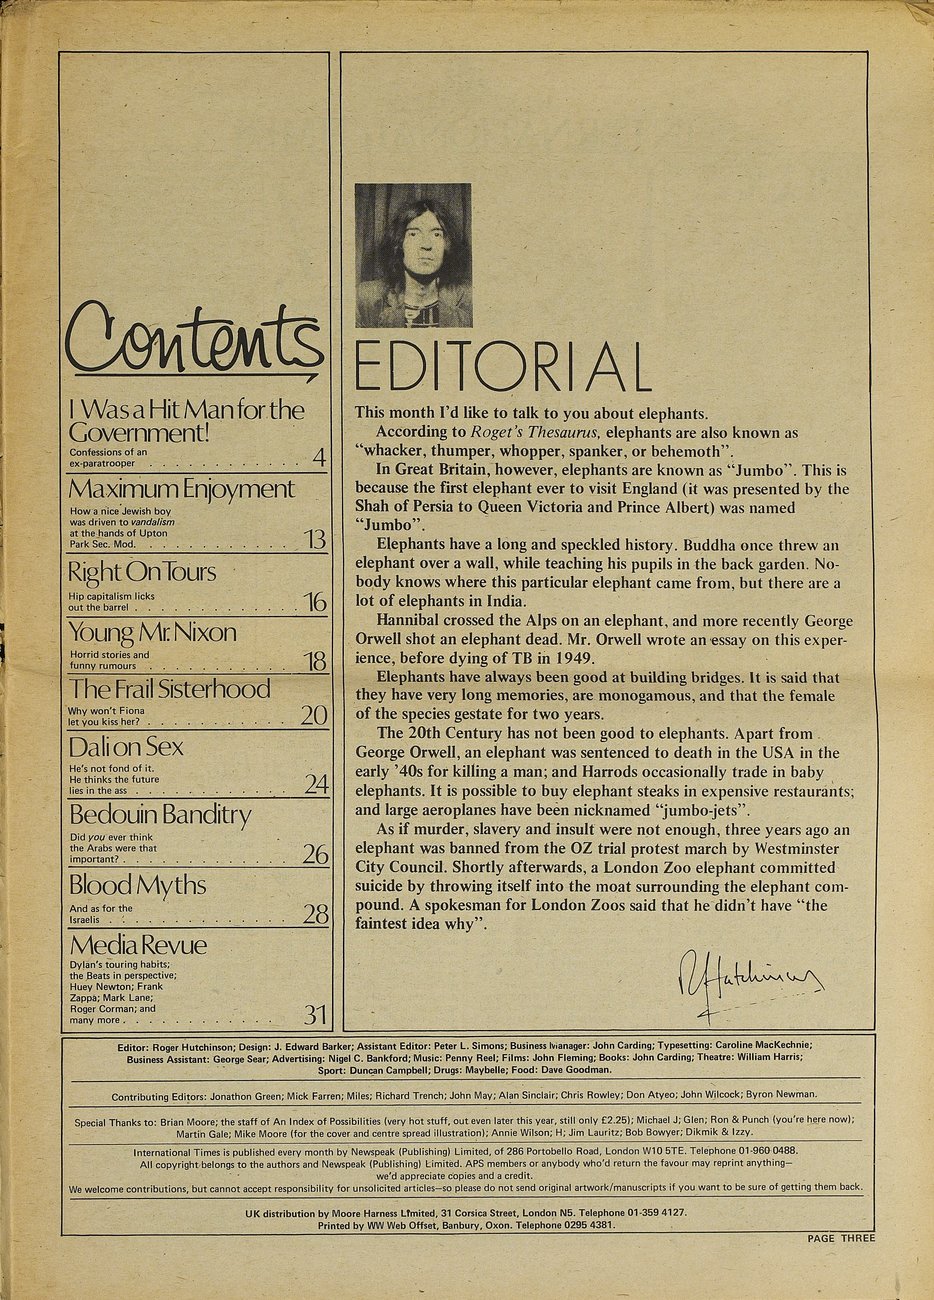 Contents
I Was a Hit Man for the
Government!
Confessions of an
ex-paratrooper . . . . . . . . . . . . 4
Maximum Enjoyment
How a nice Jewish boy
was driven to vandalism
at the hands of Upton
Park Sec. Mod. . . . . . . . . . . . 13
Right On Tours
Hip capitalism licks
out the barrel . . . . . . . . . . . . . 16
Young Mr. Nixon
Horrid stories and
funny rumours . . . . . . . . . . . . 18
The Frail Sisterhood
Why won't Fiona
let you kiss her? . . . . . . . . . . . 20
Dali on Sex
He's not fond of it.
He thinks the future
lies in the ass . . . . . . . . . . . . . 24
Bedouin Banditry
Did you ever think
the Arabs were that
important? . . . . . . . . . . . . . . 26
Blood Myths
And as for the
Israelis . . . . . . . . . . . . . . . 28
Media Revue
Dylan's touring habits;
the Beats in perspective;
Huey Newton; Frank
Zappa; Mark Lane;
Roger Corman; and
many more . . . . . . . . . . . . 31
EDITORIAL
This month I'd like to talk to you about elephants.
According to Roget's Thesaurus, elephants are also known as
“whacker, thumper, whopper, spanker, or behemoth”.
In Great Britain, however, elephants are known as “Jumbo”. This is
because the first elephant ever to visit England (it was presented by the
Shah of Persia to Queen Victoria and Prince Albert) was named
“Jumbo”.
Elephants have a long and speckled history. Buddha once threw an
elephant over a wall, while teaching his pupils in the back garden. No-
body knows where this particular elephant came from, but there are a
lot of elephants in India.
Hannibal crossed the Alps on an elephant, and more recently George
Orwell shot an elephant dead. Mr. Orwell wrote an essay on this exper-
ience, before dying of TB in 1949.
Elephants have always been good at building bridges. It is said that
they have very long memories, are monogamous, and that the female
of the species gestate for two years.
The 20th Century has not been good to elephants. Apart from
George Orwell, an elephant was sentenced to death in the USA in the
early '40s for killing a man; and Harrods occasionally trade in baby
elephants. It is possible to buy elephant steaks in expensive restaurants;
and large aeroplanes have been nicknamed “jumbo-jets”.
As if murder, slavery and insult were not enough, three years ago an
elephant was banned from the OZ trial protest march by Westminster
City Council. Shortly afterwards, a London Zoo elephant committed
suicide by throwing itself into the moat surrounding the elephant com-
pound. A spokesman for London Zoos said that he didn't have “the
faintest idea why”.
R Hutchinson
Editor: Roger Hutchinson; Design: J. Edward Barker; Assistant Editor: Peter L. Simons; Business Manager: John Carding; Typesetting: Caroline MacKechnie;
Business Assistant: George Sear; Advertising: Nigel C. Bankford; Music: Penny Reel; Films: John Fleming; Books: John Carding; Theatre: William Harris;
Sport: Duncan Campbell; Drugs: Maybelle; Food: Dave Goodman.
Contributing Editors: Jonathon Green; Mick Farren; Miles; Richard Trench; John May; Alan Sinclair; Chris Rowley; Don Atyeo; John Wilcock; Byron Newman.
Special Thanks to: Brian Moore; the staff of An Index of Possibilities (very hot stuff, out even later this year, still only £2.25); Michael J; Glen; Ron & Punch (you're here now);
Martin Gale; Mike Moore (for the cover and centre spread illustration); Annie Wilson; H; Jim Lauritz; Bob Bowyer; Dikmik & Izzy.
International Times is published every month by Newspeak (Publishing) Limited, of 286 Portobello Road, London W10 5TE. Telephone 01-960 0488.
All copyright belongs to the authors and Newspeak (Publishing) Limited. APS members or anybody who'd return the favour may reprint anything—
we'd appreciate copies and a credit.
We welcome contributions, but cannot accept responsibility for unsolicited articles—so please do not send original artwork/manuscripts if you want to be sure of getting them back.
UK distribution by Moore Harness Limited, 31 Corsica Street, London N5. Telephone 01-359 4127.
Printed by WW Web Offset, Banbury, Oxon. Telephone 0295 4381.
PAGE THREE